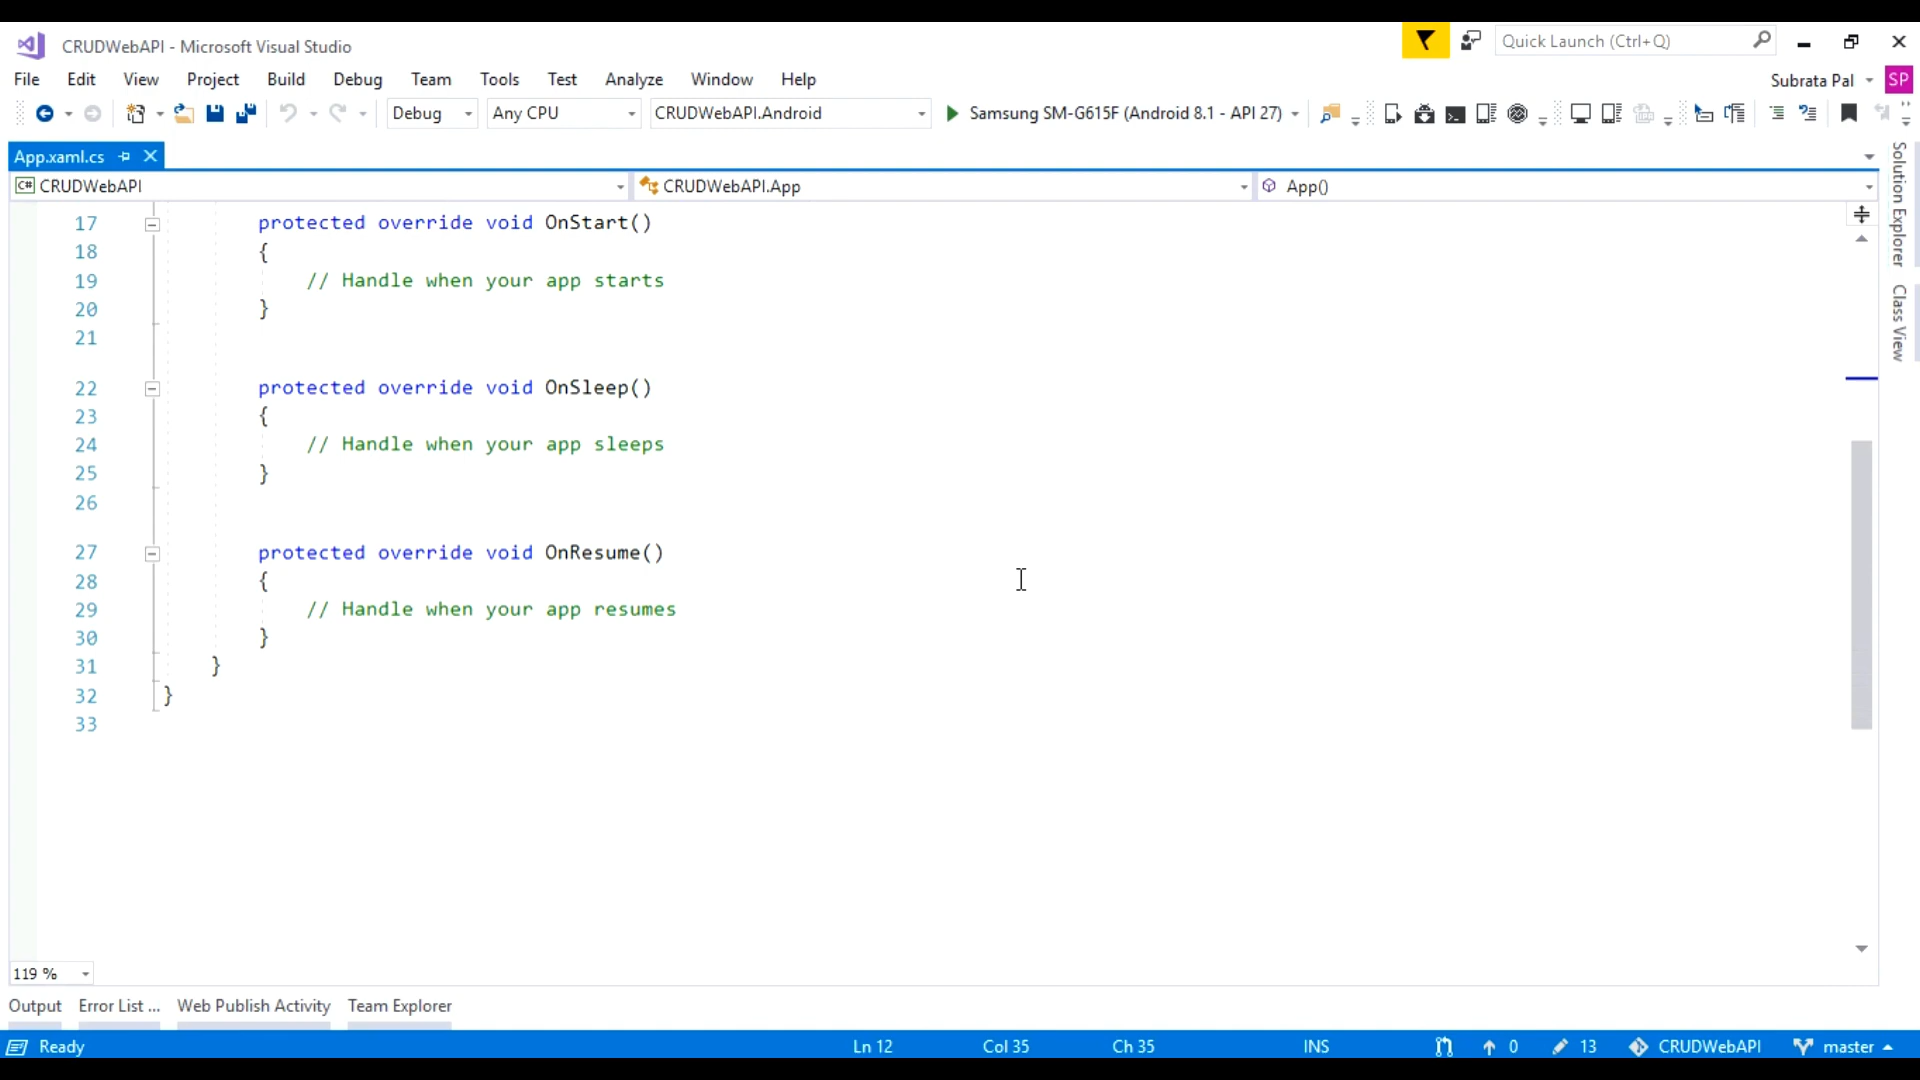 CRUDWebAPI - Microsoft Visual Studio
Quick Launch (Ctrl+Q)
File Edit View Project Build Debug Team Tools Test Analyze Window Help
Subrata Pal SP
Debug Any CPU CRUDWebAPI.Android Samsung SM-G615F (Android 8.1 - API 27)
App.xaml.cs
C# CRUDWebAPI CRUDWebAPI.App App()
17 protected override void OnStart()
18 {
19 // Handle when your app starts
20 }
21
22 protected override void OnSleep()
23 {
24 // Handle when your app sleeps
25 }
26
27 protected override void OnResume()
28 {
29 // Handle when your app resumes
30 }
31 }
32 }
33
Solution Explorer
Class View
119 %
Output Error List ... Web Publish Activity Team Explorer
Ready Ln 12 Col 35 Ch 35 INS 0 13 CRUDWebAPI master